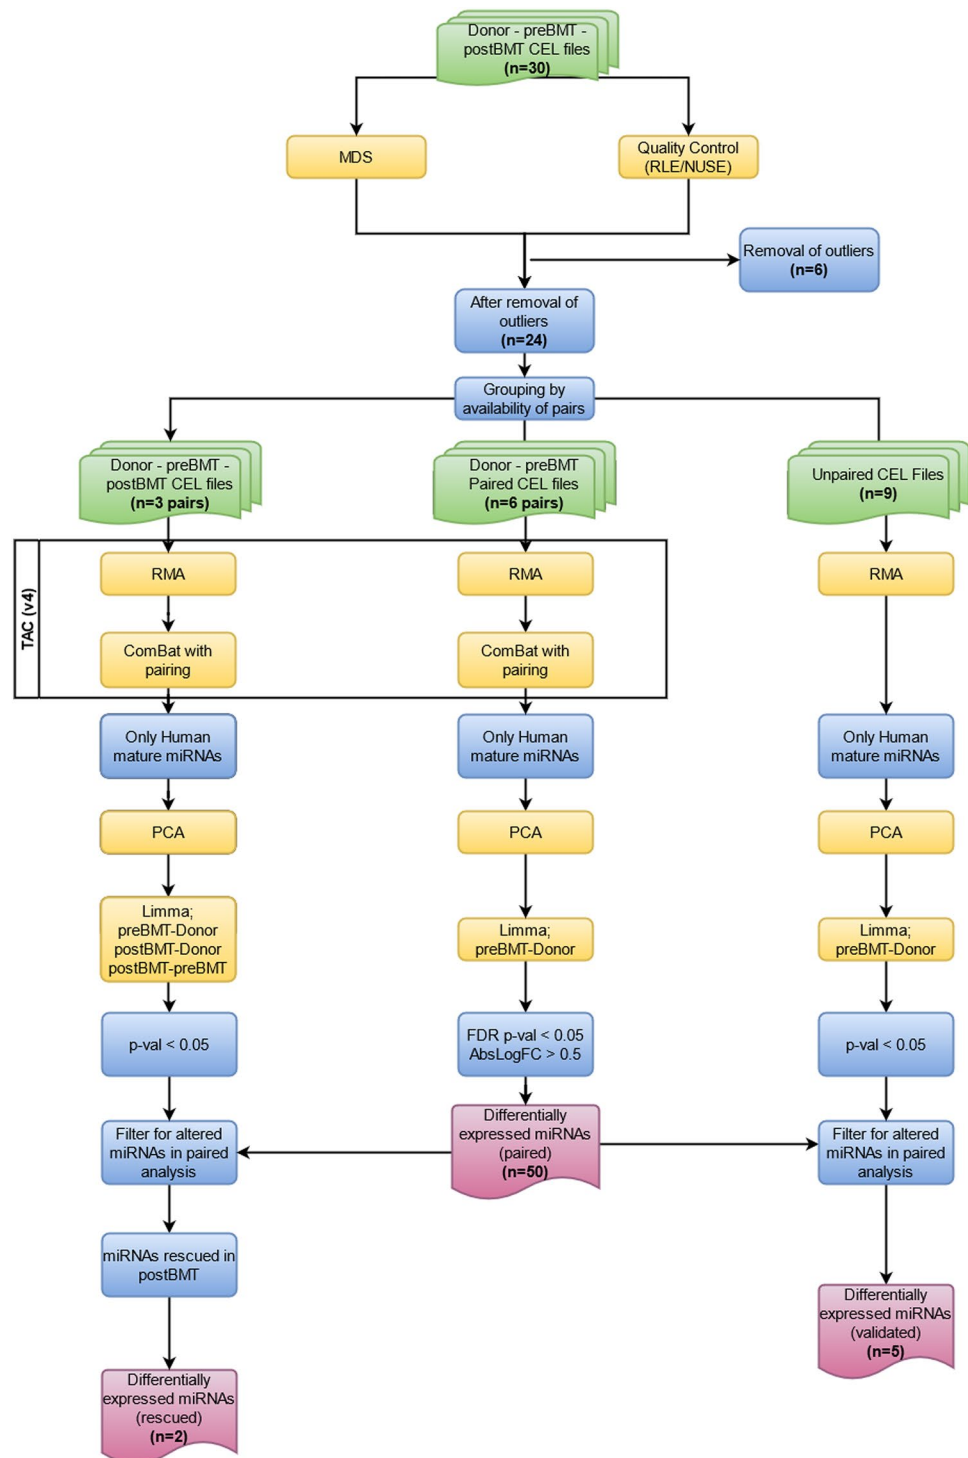 Donor - preBMT -
postBMT CEL files
(n=30)
MDS
Quality Control
(RLE/NUSE)
Removal of outliers
(n=6)
After removal of
outliers
(n=24)
Grouping by
availability of pairs
Donor - preBMT -
postBMT CEL files
(n=3 pairs)
Donor - preBMT
Paired CEL files
(n=6 pairs)
Unpaired CEL Files
(n=9)
TAC (v4)
RMA
RMA
RMA
ComBat with
pairing
ComBat with
pairing
Only Human
mature miRNAs
Only Human
mature miRNAs
Only Human
mature miRNAs
PCA
PCA
PCA
Limma;
preBMT-Donor
postBMT-Donor
postBMT-preBMT
Limma;
preBMT-Donor
Limma;
preBMT-Donor
p-val < 0.05
FDR p-val < 0.05
AbsLogFC > 0.5
p-val < 0.05
Filter for altered
miRNAs in paired
analysis
Differentially
expressed miRNAs
(paired)
(n=50)
Filter for altered
miRNAs in paired
analysis
miRNAs rescued in
postBMT
Differentially
expressed miRNAs
(validated)
(n=5)
Differentially
expressed miRNAs
(rescued)
(n=2)